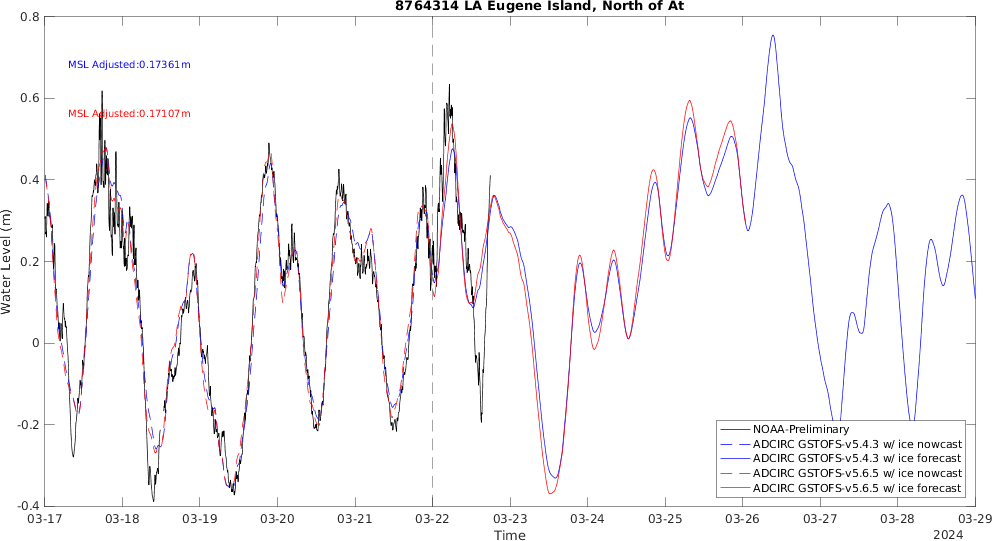 8764314 LA Eugene Island, North of At
MSL Adjusted:0.17361m
MSL Adjusted:0.17107m
Water Level (m)
0.8
0.6
0.4
0.2
0
-0.2
-0.4
03-17 03-18 03-19 03-20 03-21 03-22 03-23 03-24 03-25 03-26 03-27 03-28 03-29
Time
2024
NOAA-Preliminary
ADCIRC GSTOFS-v5.4.3 w/ ice nowcast
ADCIRC GSTOFS-v5.4.3 w/ ice forecast
ADCIRC GSTOFS-v5.6.5 w/ ice nowcast
ADCIRC GSTOFS-v5.6.5 w/ ice forecast